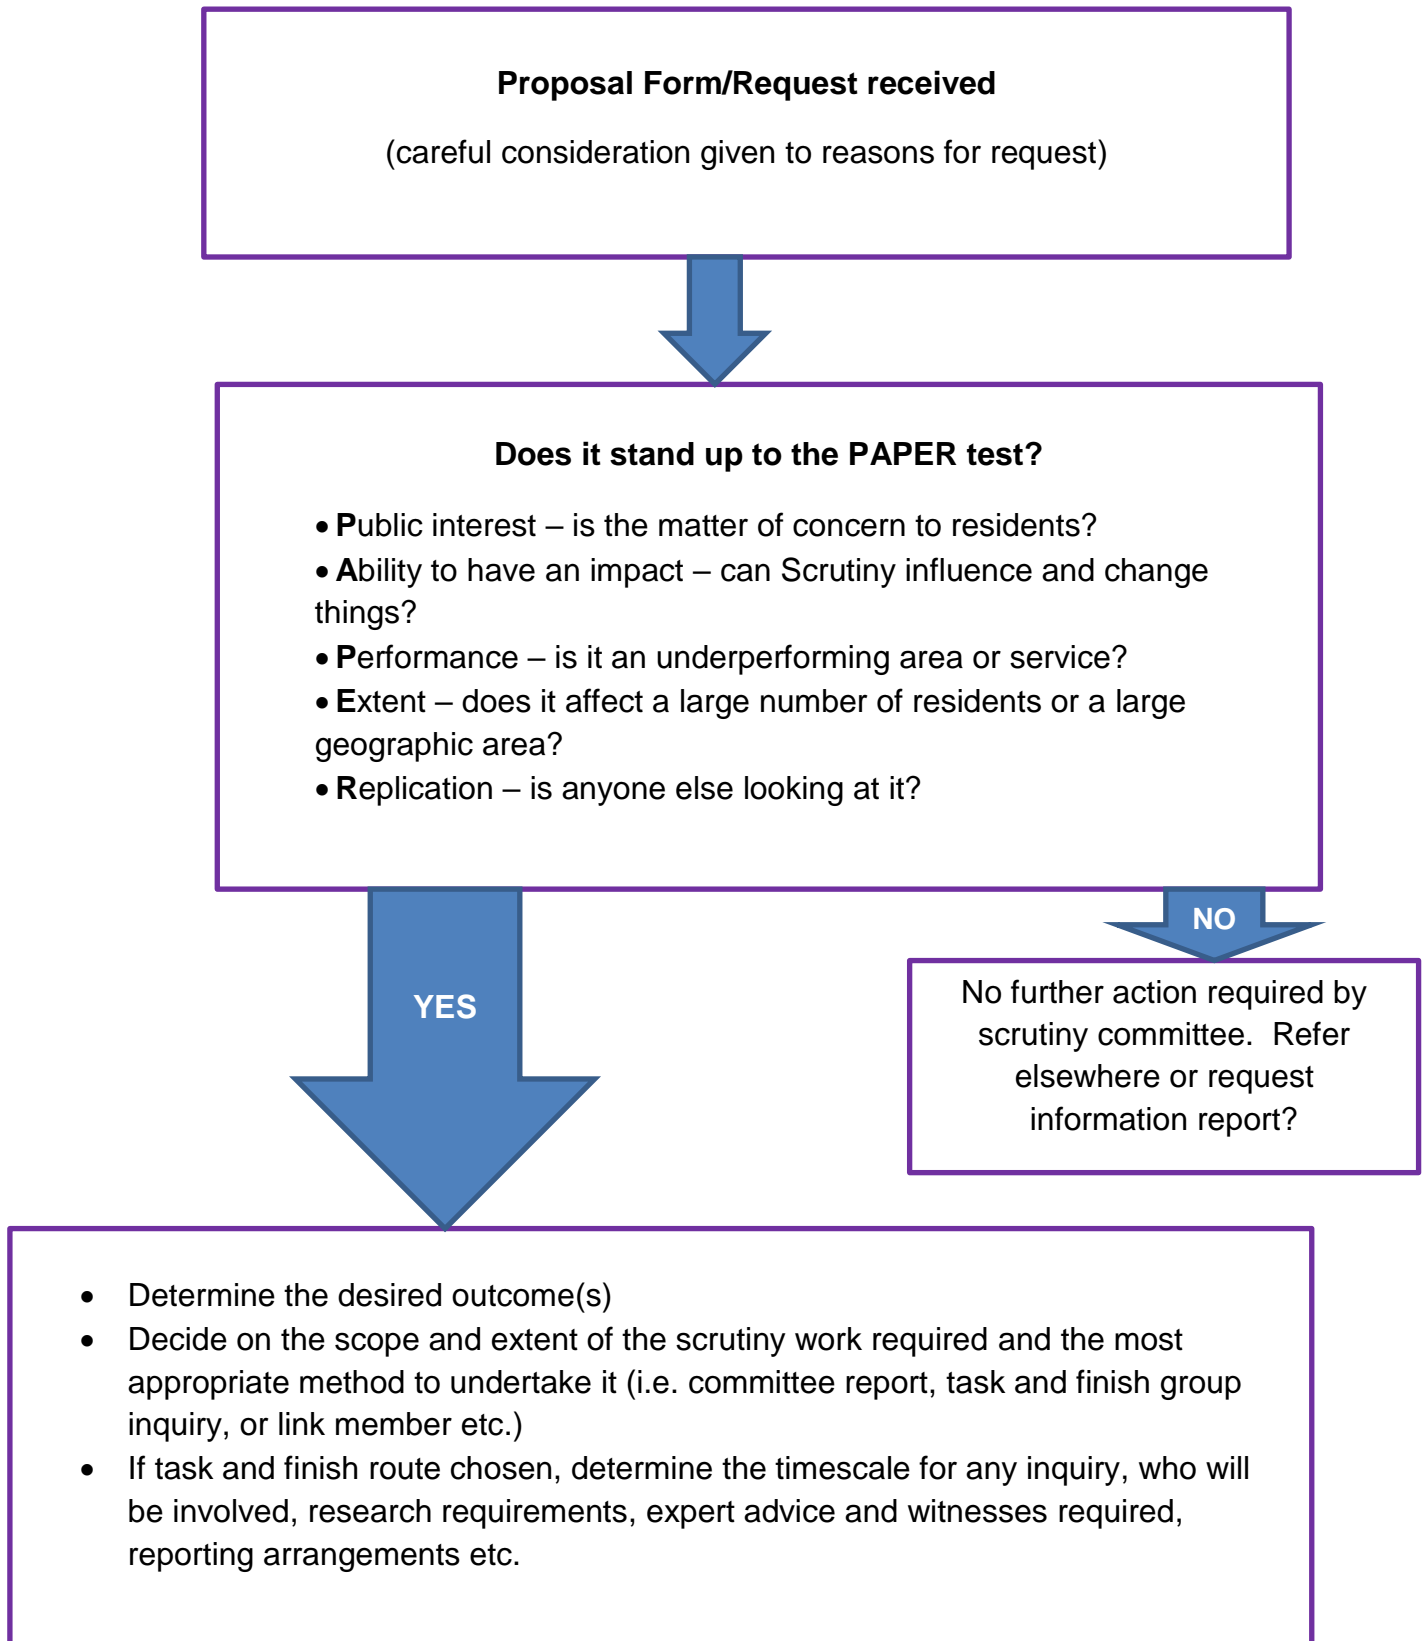 Proposal Form/Request received
(careful consideration given to reasons for request)
Does it stand up to the PAPER test?
• Public interest – is the matter of concern to residents?
• Ability to have an impact – can Scrutiny influence and change
things?
• Performance – is it an underperforming area or service?
• Extent – does it affect a large number of residents or a large
geographic area?
• Replication – is anyone else looking at it?
NO
YES
No further action required by
scrutiny committee.  Refer
elsewhere or request
information report?
• Determine the desired outcome(s)
• Decide on the scope and extent of the scrutiny work required and the most
appropriate method to undertake it (i.e. committee report, task and finish group
inquiry, or link member etc.)
• If task and finish route chosen, determine the timescale for any inquiry, who will
be involved, research requirements, expert advice and witnesses required,
reporting arrangements etc.